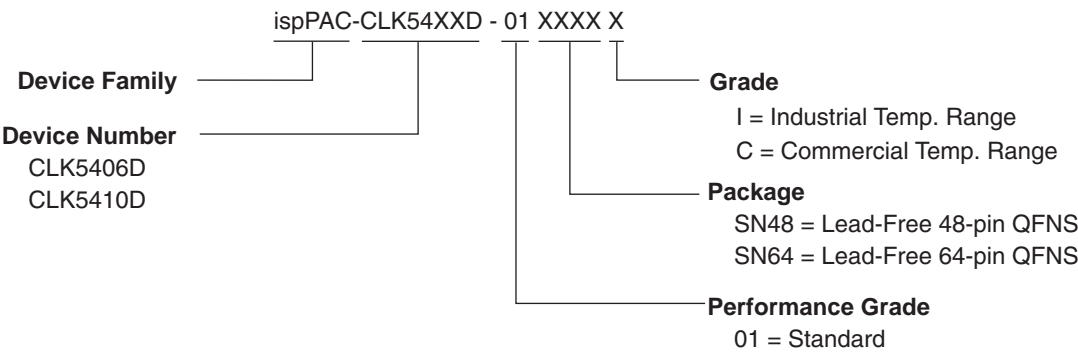 ispPAC-CLK54XXD - 01 XXXX X
Device Family
Device Number
CLK5406D
CLK5410D
Grade
I = Industrial Temp. Range
C = Commercial Temp. Range
Package
SN48 = Lead-Free 48-pin QFNS
SN64 = Lead-Free 64-pin QFNS
Performance Grade
01 = Standard